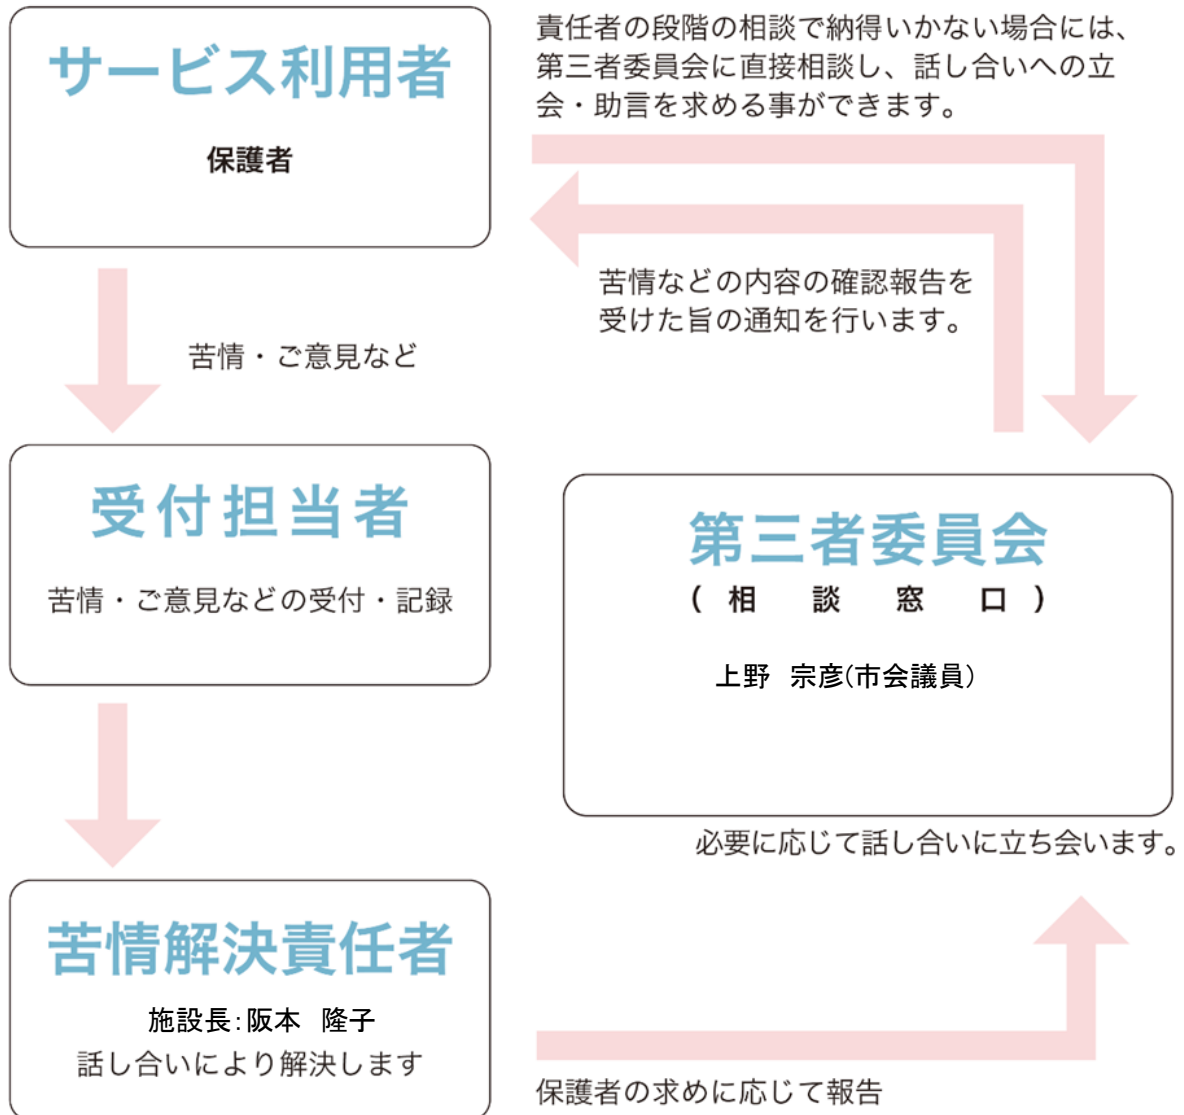 サービス利用者
保護者
責任者の段階の相談で納得いかない場合には、
第三者委員会に直接相談し、話し合いへの立
会・助言を求める事ができます。
苦情などの内容の確認報告を
受けた旨の通知を行います。
苦情・ご意見など
受付担当者
苦情・ご意見などの受付・記録
第三者委員会
(相談窓口)
上野　宗彦(市会議員)
必要に応じて話し合いに立ち会います。
苦情解決責任者
施設長:阪本　隆子
話し合いにより解決します
保護者の求めに応じて報告